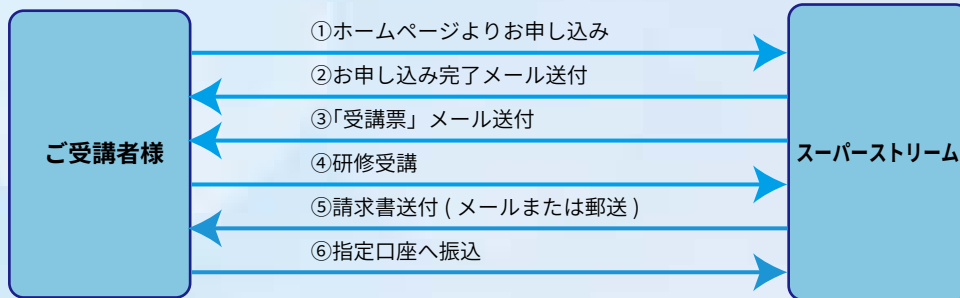 ①ホームページよりお申し込み
②お申し込み完了メール送付
③「受講票」メール送付
ご受講者様
スーパーストリーム
④研修受講
⑤請求書送付 ( メールまたは郵送 )
⑥指定口座へ振込